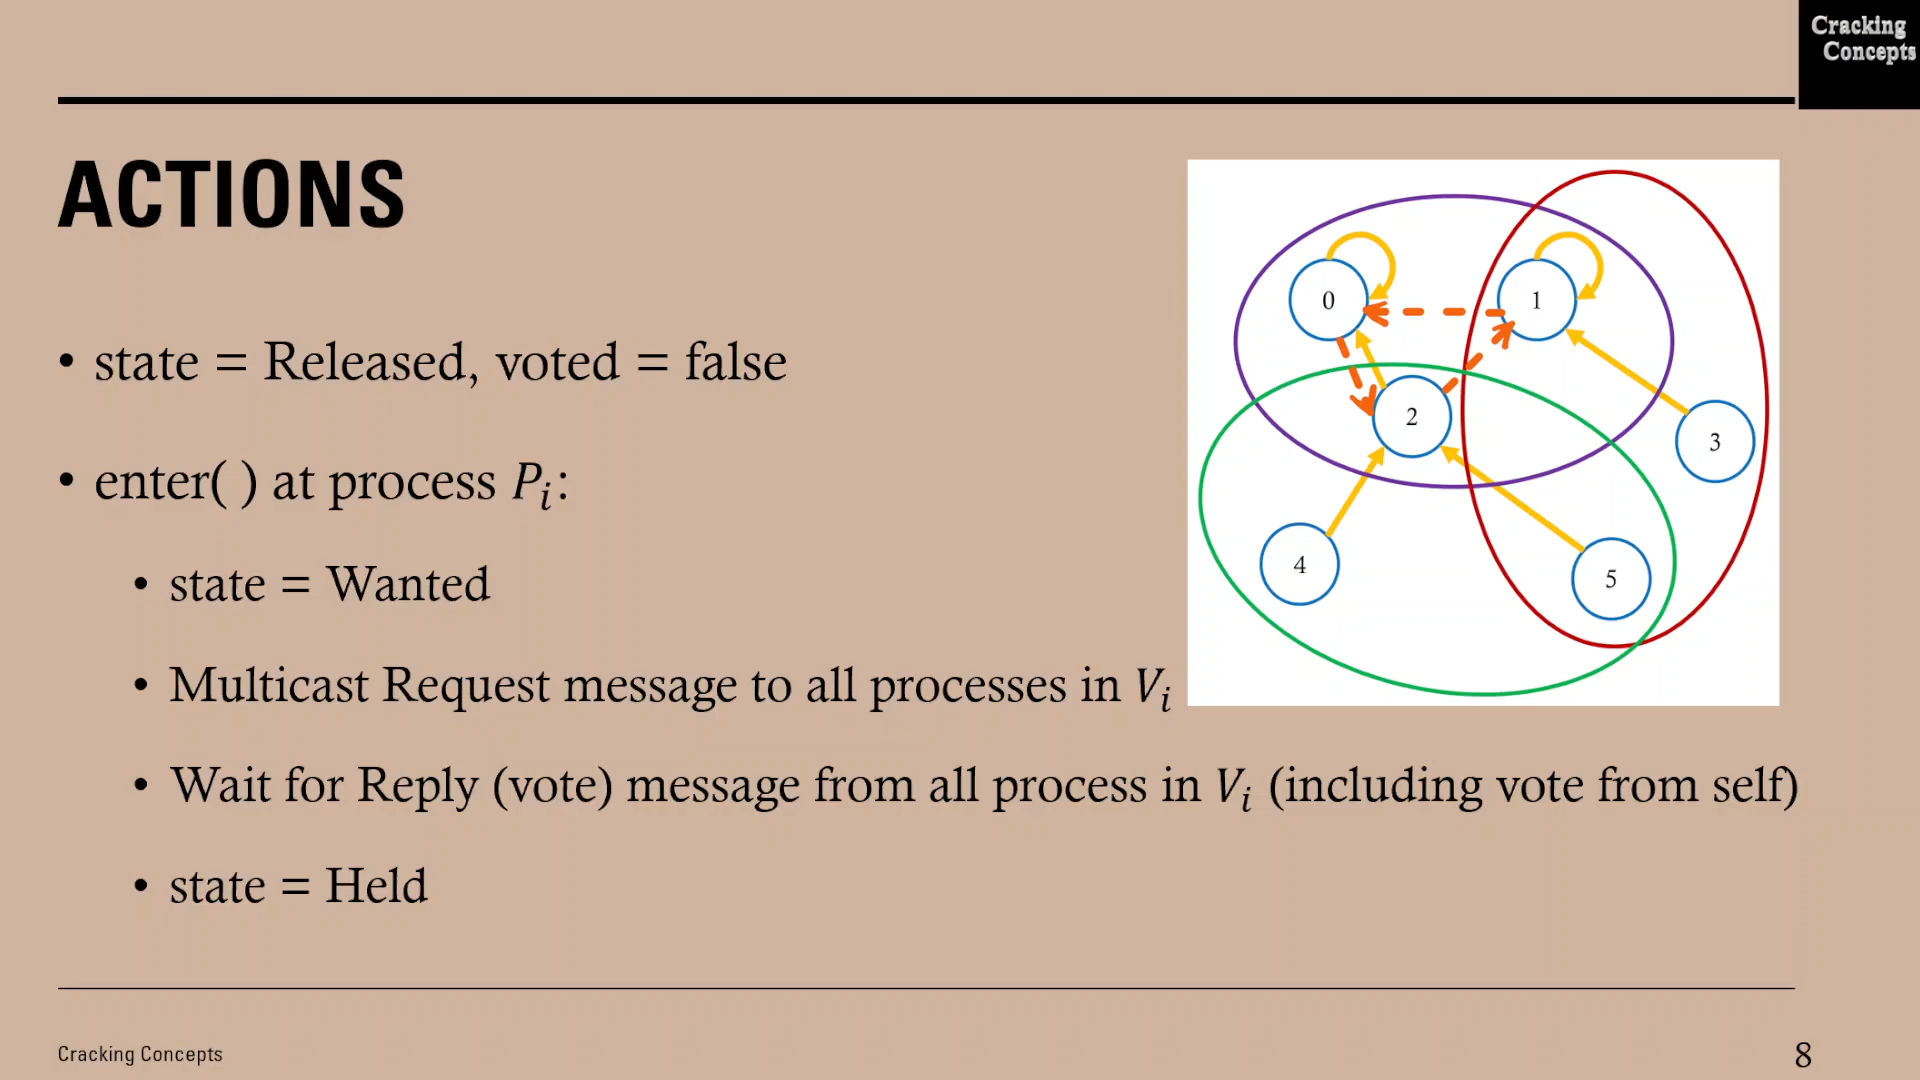 Cracking
Concepts
ACTIONS
• state = Released, voted = false
• enter( ) at process Pᵢ:
• state = Wanted
• Multicast Request message to all processes in Vᵢ
• Wait for Reply (vote) message from all process in Vᵢ (including vote from self)
• state = Held
0
1
2
3
4
5
Cracking Concepts
8